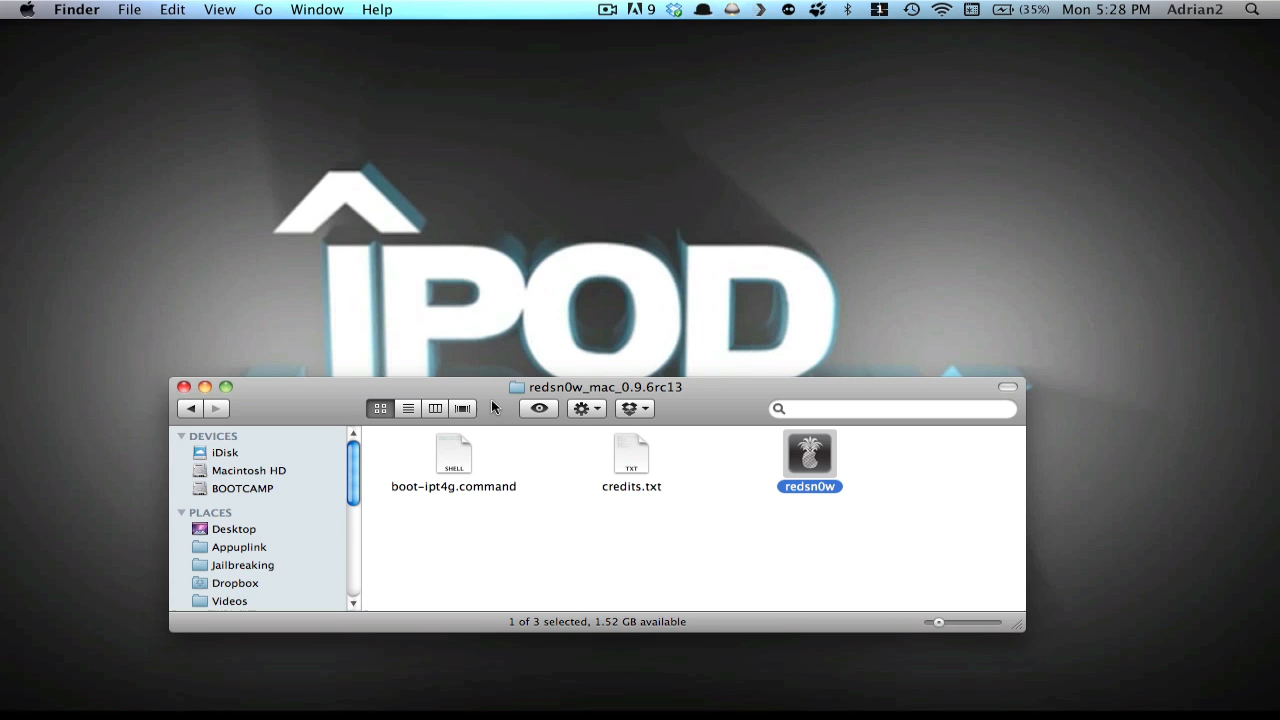 Finder File Edit View Go Window Help 9 (35%) Mon 5:28 PM Adrian2
îPOD
redsn0w_mac_0.9.6rc13
DEVICES
iDisk
Macintosh HD
BOOTCAMP
PLACES
Desktop
Appuplink
Jailbreaking
Dropbox
Videos
SHELL
TXT
boot-ipt4g.command
credits.txt
redsn0w
1 of 3 selected, 1.52 GB available